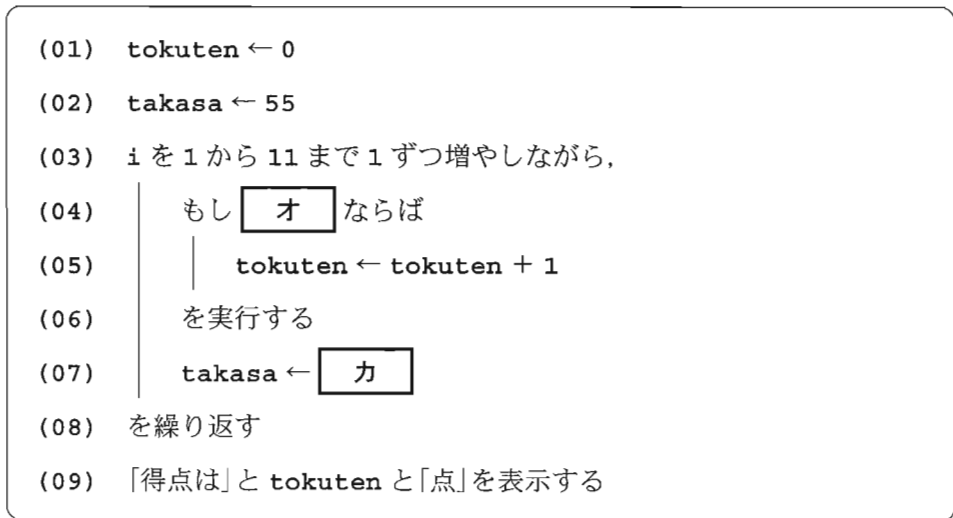 (01) tokuten ← 0
(02) takasa ← 55
(03) i を 1 から 11 まで 1 ずつ増やしながら,
(04) もし オ ならば
(05) tokuten ← tokuten + 1
(06) を実行する
(07) takasa ← カ
(08) を繰り返す
(09) 「得点は」と tokuten と「点」を表示する